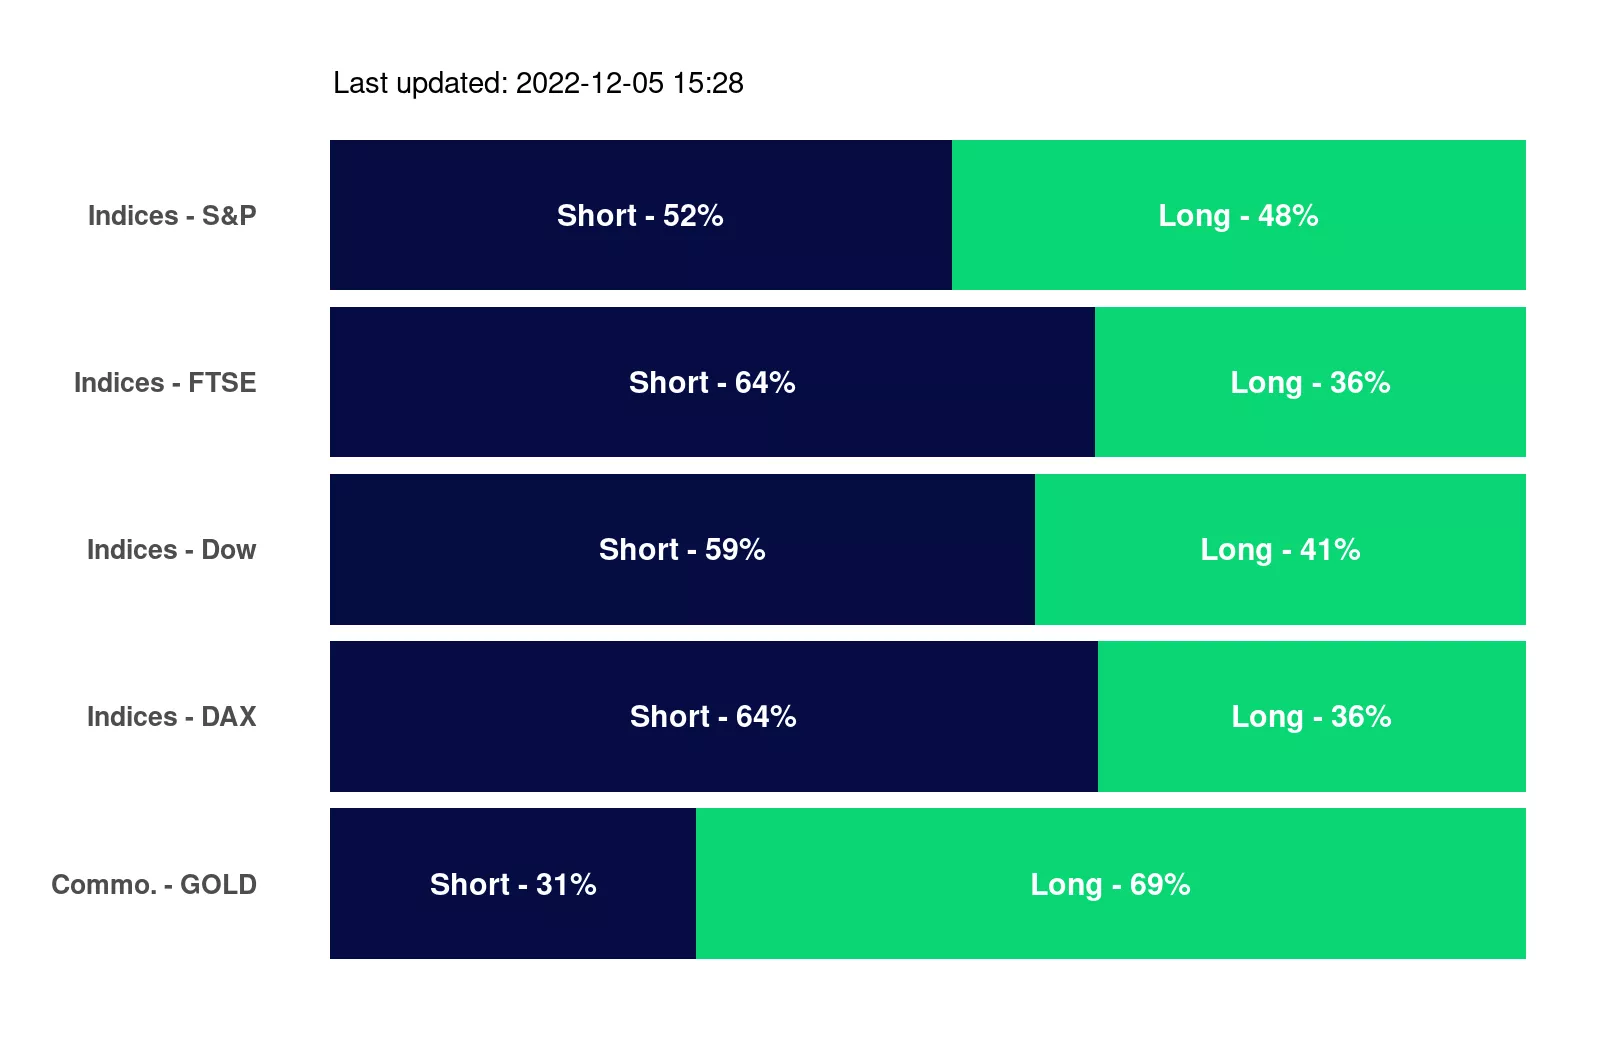 Last updated: 2022-12-05 15:28
Indices - S&P Short - 52% Long - 48%
Indices - FTSE Short - 64% Long - 36%
Indices - Dow Short - 59% Long - 41%
Indices - DAX Short - 64% Long - 36%
Commo. - GOLD Short - 31% Long - 69%